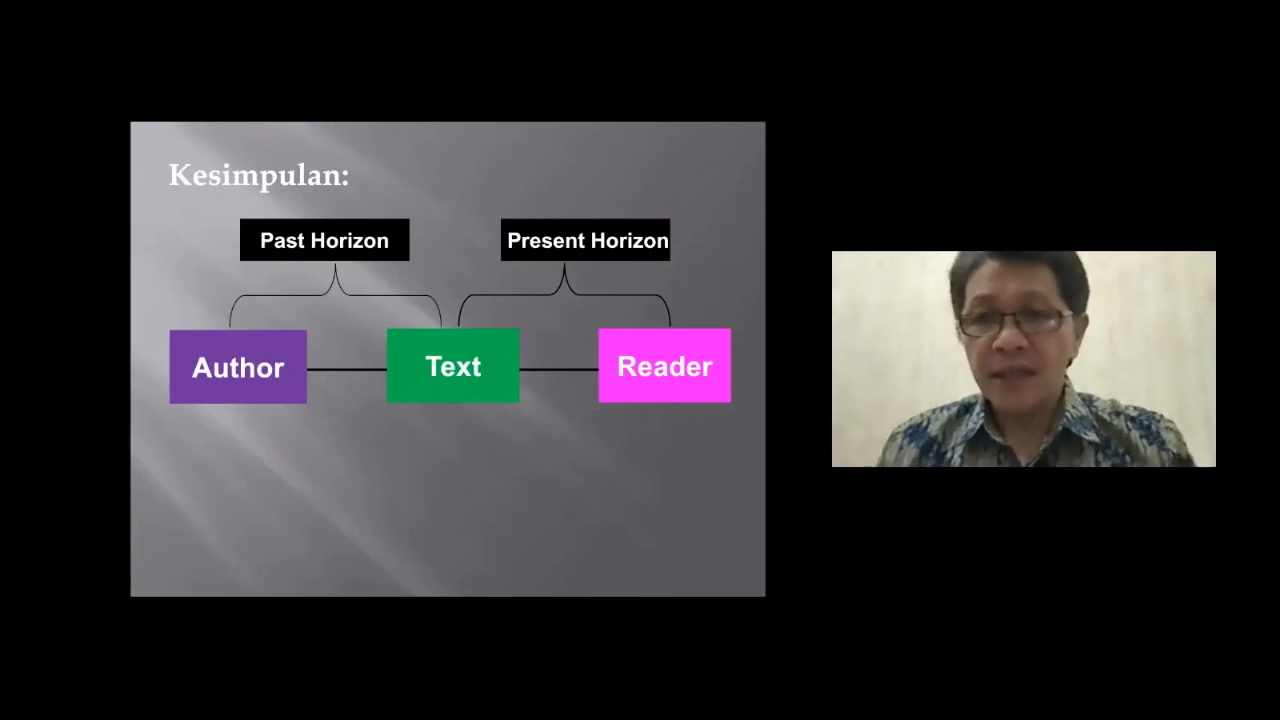 Kesimpulan:
Past Horizon
Present Horizon
Author
Text
Reader